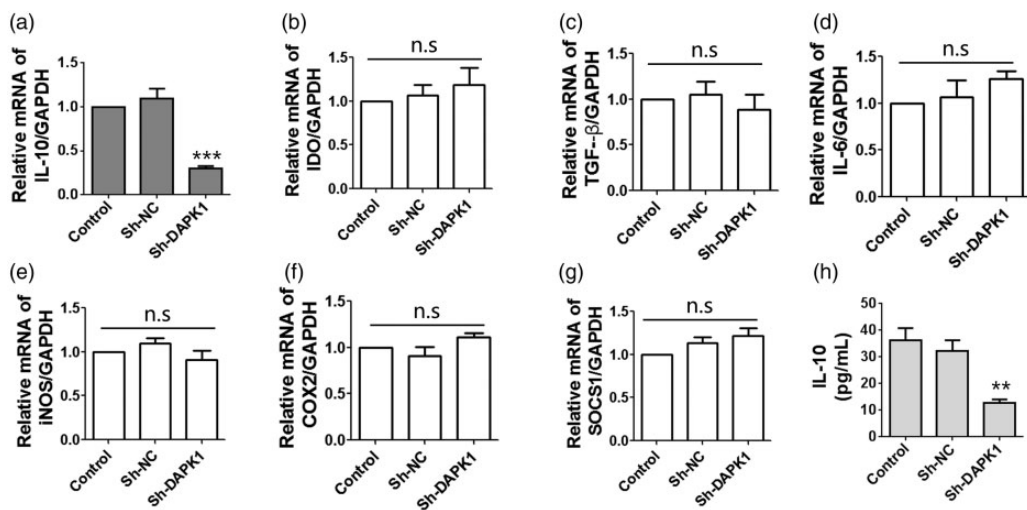 (a)
Relative mRNA of
IL-10/GAPDH
1.5
1.0
0.5
0.0
***
Control
Sh-NC
Sh-DAPK1
(b)
n.s
Relative mRNA of
IDO/GAPDH
1.5
1.0
0.5
0.0
Control
Sh-NC
Sh-DAPK1
(c)
n.s
Relative mRNA of
TGF--β/GAPDH
1.5
1.0
0.5
0.0
Control
Sh-NC
Sh-DAPK1
(d)
n.s
Relative mRNA of
IL-6/GAPDH
1.5
1.0
0.5
0.0
Control
Sh-NC
Sh-DAPK1
(e)
n.s
Relative mRNA of
iNOS/GAPDH
1.5
1.0
0.5
0.0
Control
Sh-NC
Sh-DAPK1
(f)
n.s
Relative mRNA of
COX2/GAPDH
1.5
1.0
0.5
0.0
Control
Sh-NC
Sh-DAPK1
(g)
n.s
Relative mRNA of
SOCS1/GAPDH
1.5
1.0
0.5
0.0
Control
Sh-NC
Sh-DAPK1
(h)
IL-10
(pg/mL)
50
40
30
20
10
0
**
Control
Sh-NC
Sh-DAPK1